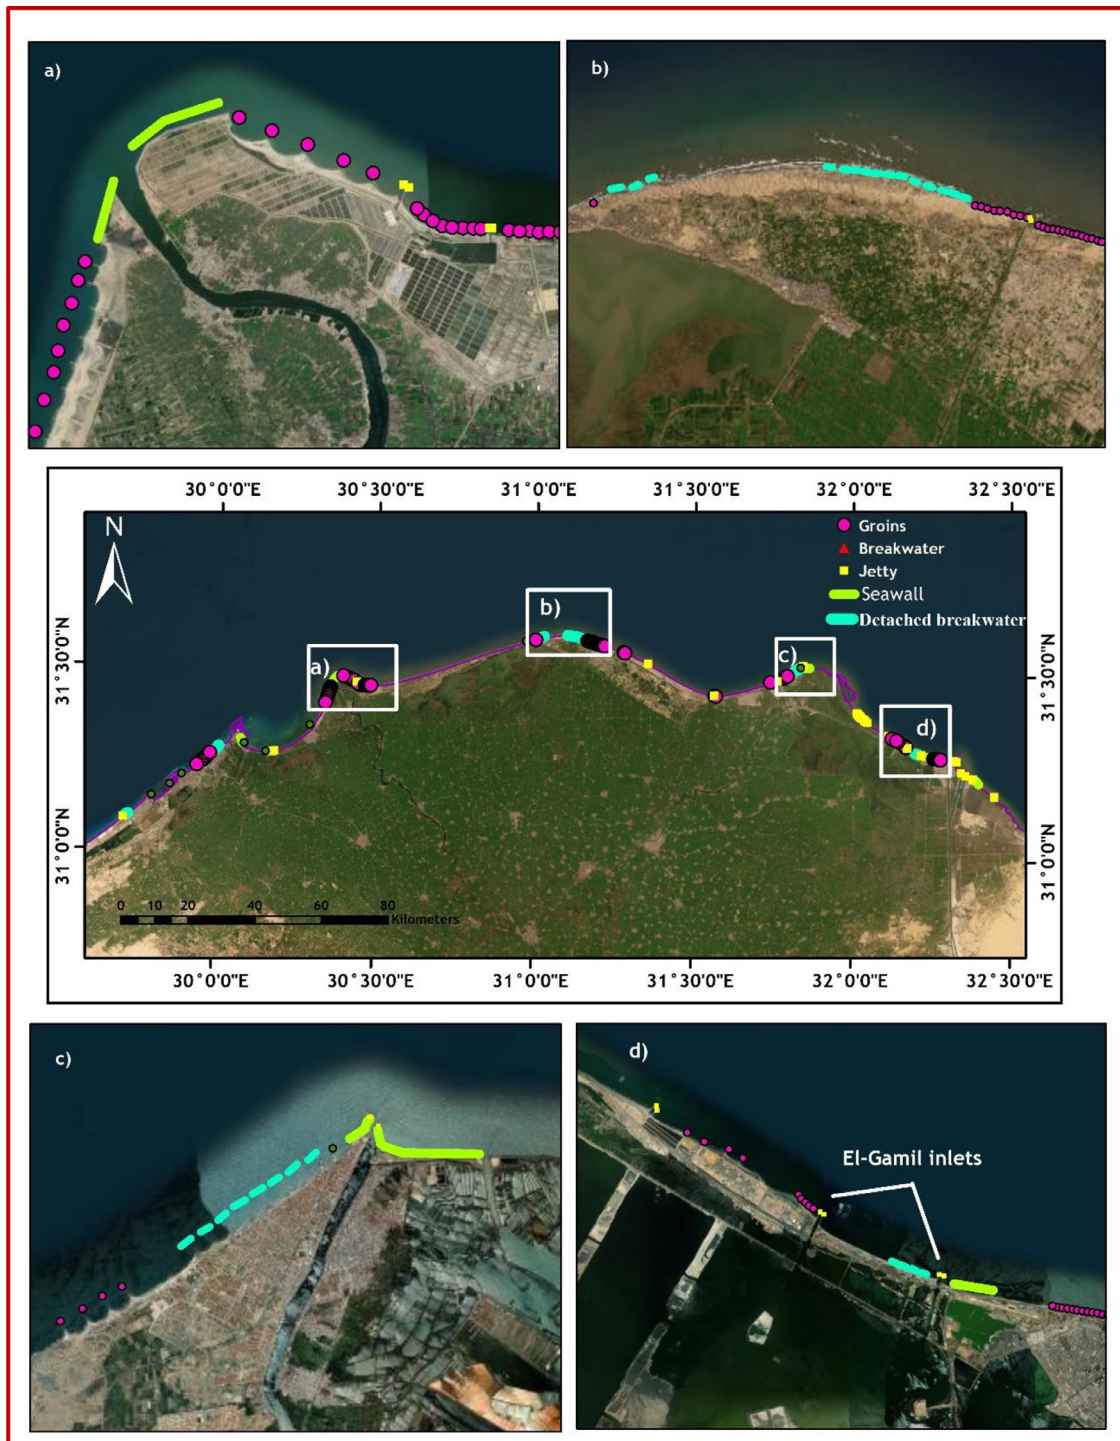 a)
b)
30°0'0"E 30°30'0"E 31°0'0"E 31°30'0"E 32°0'0"E 32°30'0"E
N
Groins
Breakwater
Jetty
Seawall
Detached breakwater
a)
b)
c)
d)
31°30'0"N
31°0'0"N
31°30'0"N
31°0'0"N
0 10 20 40 60 80
Kilometers
30°0'0"E 30°30'0"E 31°0'0"E 31°30'0"E 32°0'0"E 32°30'0"E
c)
d)
El-Gamil inlets